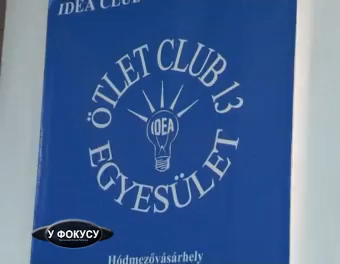 IDEA CLUB
ÖTLET CLUB 13
IDEA
EGYESÜLET
У ФОКУСУ
Hódmezővásárhely